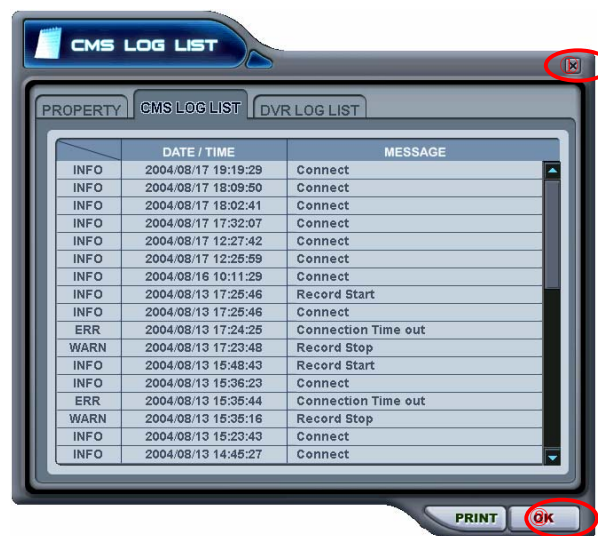 CMS LOG LIST
PROPERTY CMS LOG LIST DVR LOG LIST
DATE / TIME MESSAGE
INFO 2004/08/17 19:19:29 Connect
INFO 2004/08/17 18:09:50 Connect
INFO 2004/08/17 18:02:41 Connect
INFO 2004/08/17 17:32:07 Connect
INFO 2004/08/17 12:27:42 Connect
INFO 2004/08/17 12:25:59 Connect
INFO 2004/08/16 10:11:29 Connect
INFO 2004/08/13 17:25:46 Record Start
INFO 2004/08/13 17:25:46 Connect
ERR 2004/08/13 17:24:25 Connection Time out
WARN 2004/08/13 17:23:48 Record Stop
INFO 2004/08/13 15:48:43 Record Start
INFO 2004/08/13 15:36:23 Connect
ERR 2004/08/13 15:35:44 Connection Time out
WARN 2004/08/13 15:35:16 Record Stop
INFO 2004/08/13 15:23:43 Connect
INFO 2004/08/13 14:45:27 Connect
PRINT OK